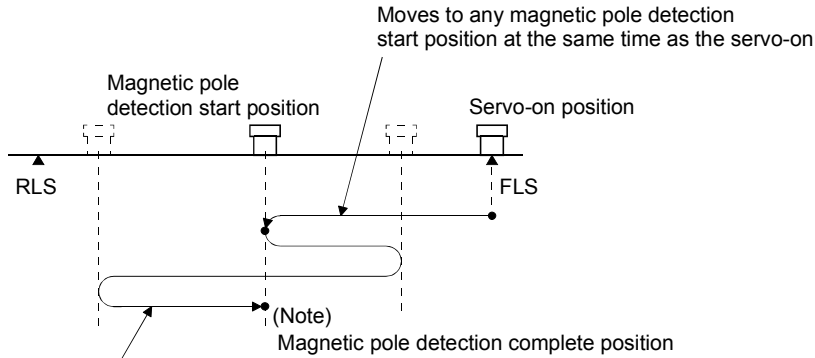 Moves to any magnetic pole detection
start position at the same time as the servo-on
Magnetic pole
detection start position
Servo-on position
RLS
FLS
(Note)
Magnetic pole detection complete position